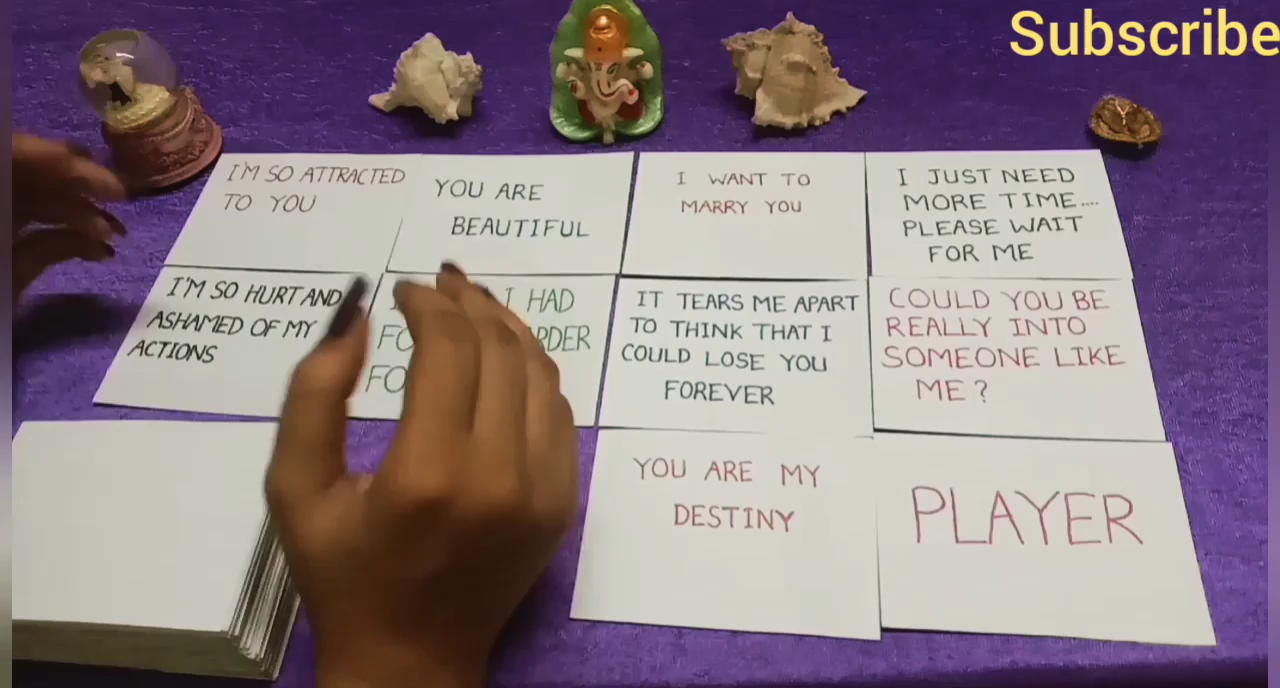 Subscribe
I'M SO ATTRACTED
TO YOU
YOU ARE
BEAUTIFUL
I WANT TO
MARRY YOU
I JUST NEED
MORE TIME....
PLEASE WAIT
FOR ME
I'M SO HURT AND
ASHAMED OF MY
ACTIONS
I HAD
IT TEARS ME APART
TO THINK THAT I
COULD LOSE YOU
FOREVER
COULD YOU BE
REALLY INTO
SOMEONE LIKE
ME?
YOU ARE MY
DESTINY
PLAYER